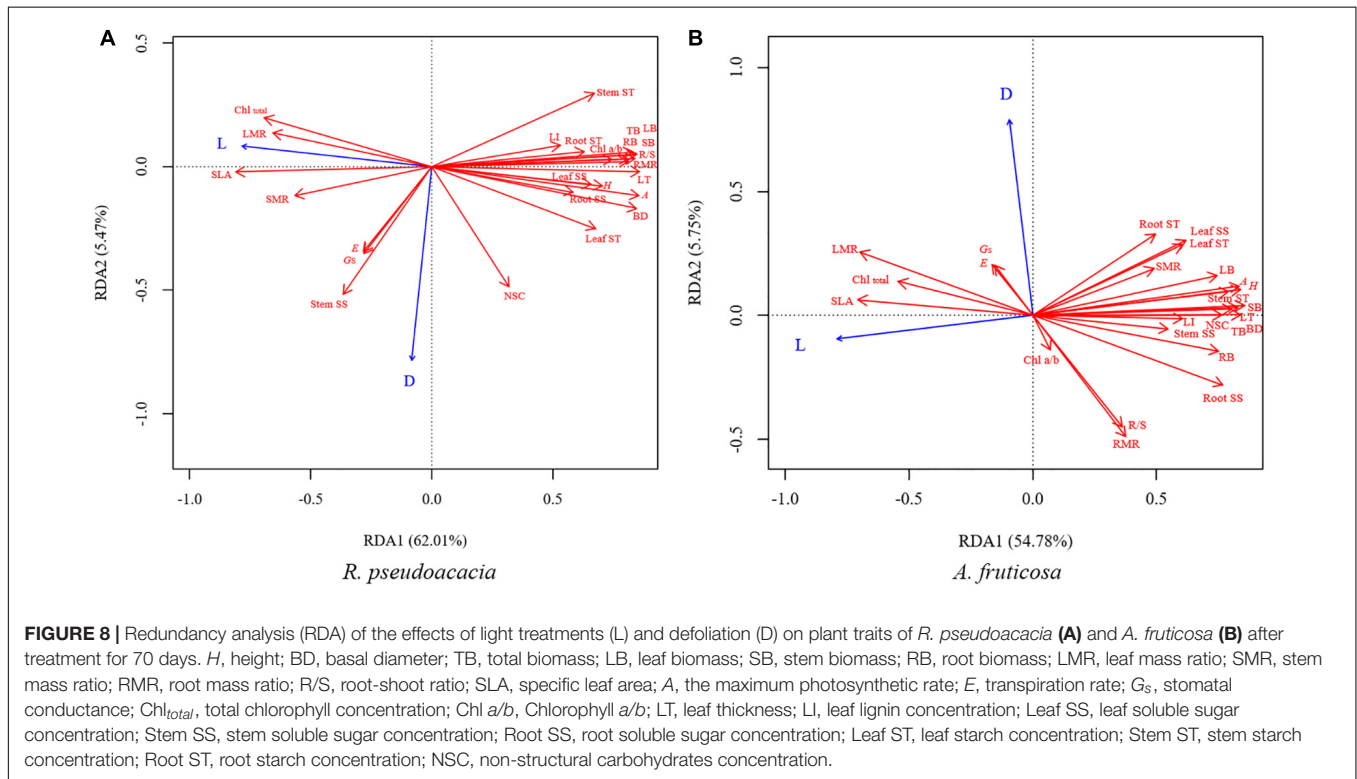 A
B
0.5
0.0
-0.5
-1.0
RDA2 (5.47%)
Chl total
LMR
L
SLA
SMR
E
Gs
Stem SS
D
NSC
Stem ST
LI
Root ST
TB
LB
RB
SB
Chl a/b
R/S
RMR
Leaf SS
H
LT
Root SS
A
BD
Leaf ST
-1.0 -0.5 0.0 0.5
RDA1 (62.01%)
R. pseudoacacia
1.0
0.5
0.0
-0.5
RDA2 (5.75%)
D
LMR
Chl total
SLA
L
Gs
E
Chl a/b
Root ST
Leaf SS
Leaf ST
SMR
LB
A
H
Stem ST
SB
LI
NSC
LT
Stem SS
TB
BD
RB
Root SS
R/S
RMR
-1.0 -0.5 0.0 0.5
RDA1 (54.78%)
A. fruticosa
FIGURE 8 | Redundancy analysis (RDA) of the effects of light treatments (L) and defoliation (D) on plant traits of R. pseudoacacia (A) and A. fruticosa (B) after
treatment for 70 days. H, height; BD, basal diameter; TB, total biomass; LB, leaf biomass; SB, stem biomass; RB, root biomass; LMR, leaf mass ratio; SMR, stem
mass ratio; RMR, root mass ratio; R/S, root-shoot ratio; SLA, specific leaf area; A, the maximum photosynthetic rate; E, transpiration rate; Gs, stomatal
conductance; Chltotal, total chlorophyll concentration; Chl a/b, Chlorophyll a/b; LT, leaf thickness; LI, leaf lignin concentration; Leaf SS, leaf soluble sugar
concentration; Stem SS, stem soluble sugar concentration; Root SS, root soluble sugar concentration; Leaf ST, leaf starch concentration; Stem ST, stem starch
concentration; Root ST, root starch concentration; NSC, non-structural carbohydrates concentration.